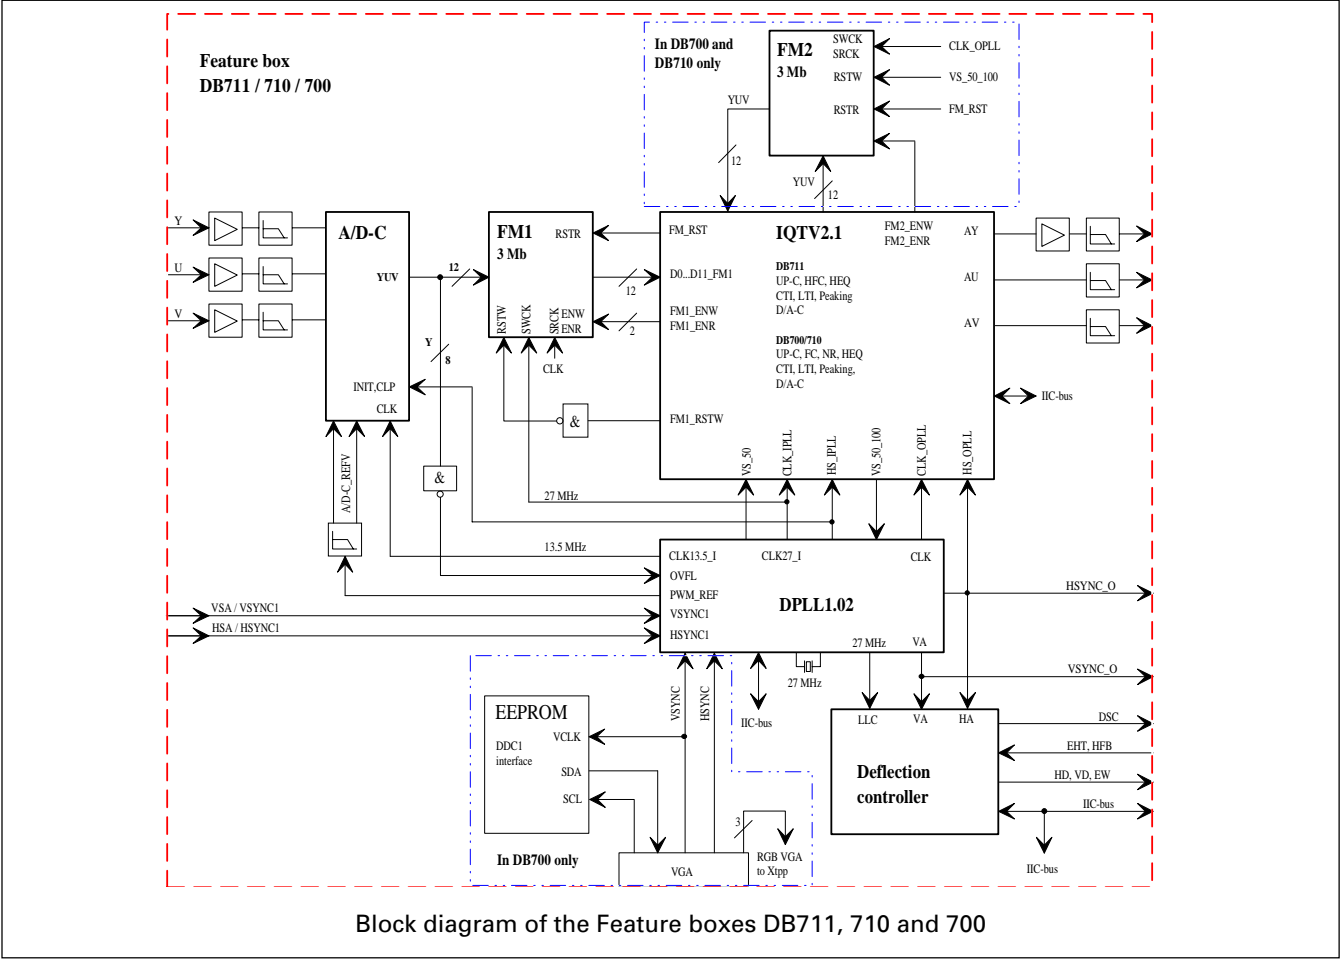 Feature box
DB711 / 710 / 700
In DB700 and
DB710 only
FM2
3 Mb
SWCK
SRCK
RSTW
RSTR
CLK_OPLL
VS_50_100
FM_RST
YUV
12
YUV
12
Y
U
V
A/D-C
YUV
INIT,CLP
CLK
12
Y
8
FM1
3 Mb
RSTR
RSTW
SWCK
SRCK
ENW
ENR
CLK
12
2
&
&
IQTV2.1
FM_RST
D0...D11_FM1
FM1_ENW
FM1_ENR
FM1_RSTW
FM2_ENW
FM2_ENR
DB711
UP-C, HFC, HEQ
CTI, LTI, Peaking
D/A-C
DB700/710
UP-C, FC, NR, HEQ
CTI, LTI, Peaking,
D/A-C
AY
AU
AV
IIC-bus
VS_50
CLK_IPLL
HS_IPLL
VS_50_100
CLK_OPLL
HS_OPLL
A/D-C_REFV
27 MHz
13.5 MHz
CLK13.5_I
CLK27_I
CLK
OVFL
PWM_REF
VSYNC1
HSYNC1
DPLL1.02
27 MHz
VA
VSA / VSYNC1
HSA / HSYNC1
HSYNC_O
VSYNC_O
27 MHz
IIC-bus
VSYNC
HSYNC
EEPROM
DDC1
interface
VCLK
SDA
SCL
In DB700 only
VGA
3
RGB VGA
to Xtpp
LLC
VA
HA
Deflection
controller
DSC
EHT, HFB
HD, VD, EW
IIC-bus
IIC-bus
Block diagram of the Feature boxes DB711, 710 and 700